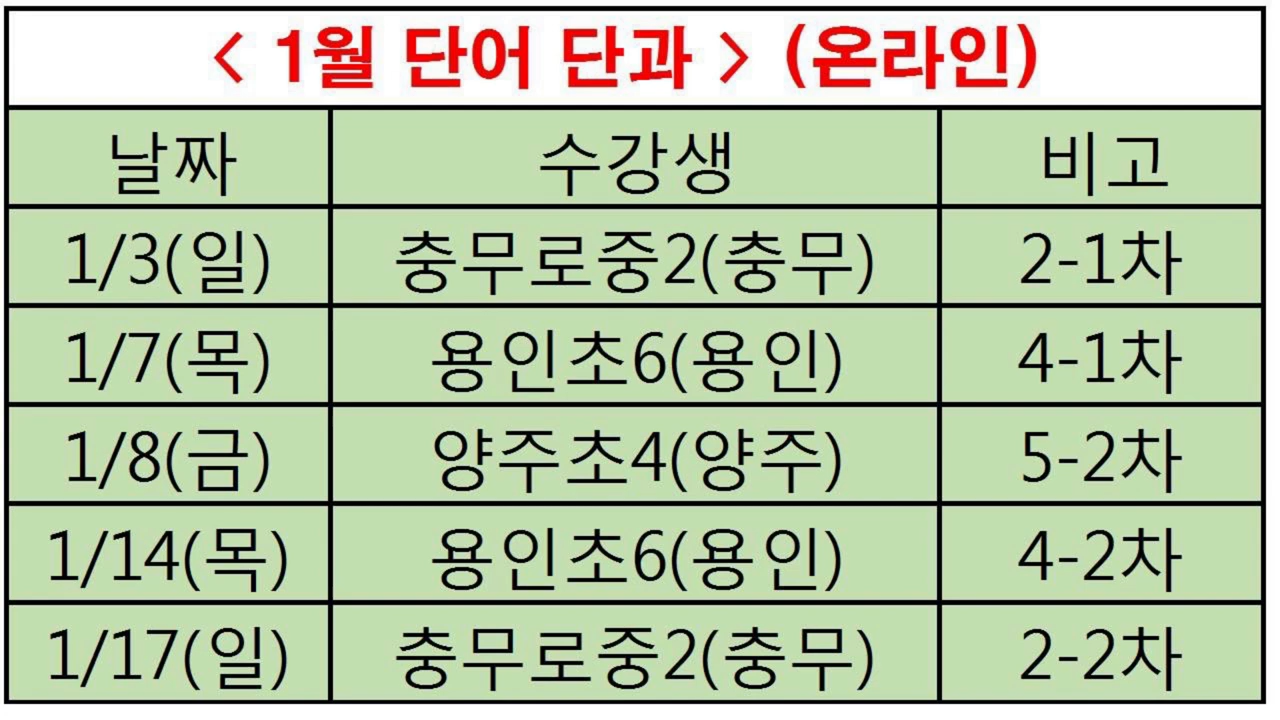 < 1월 단어 단과 > (온라인)
날짜 수강생 비고
1/3(일) 충무로중2(충무) 2-1차
1/7(목) 용인초6(용인) 4-1차
1/8(금) 양주초4(양주) 5-2차
1/14(목) 용인초6(용인) 4-2차
1/17(일) 충무로중2(충무) 2-2차